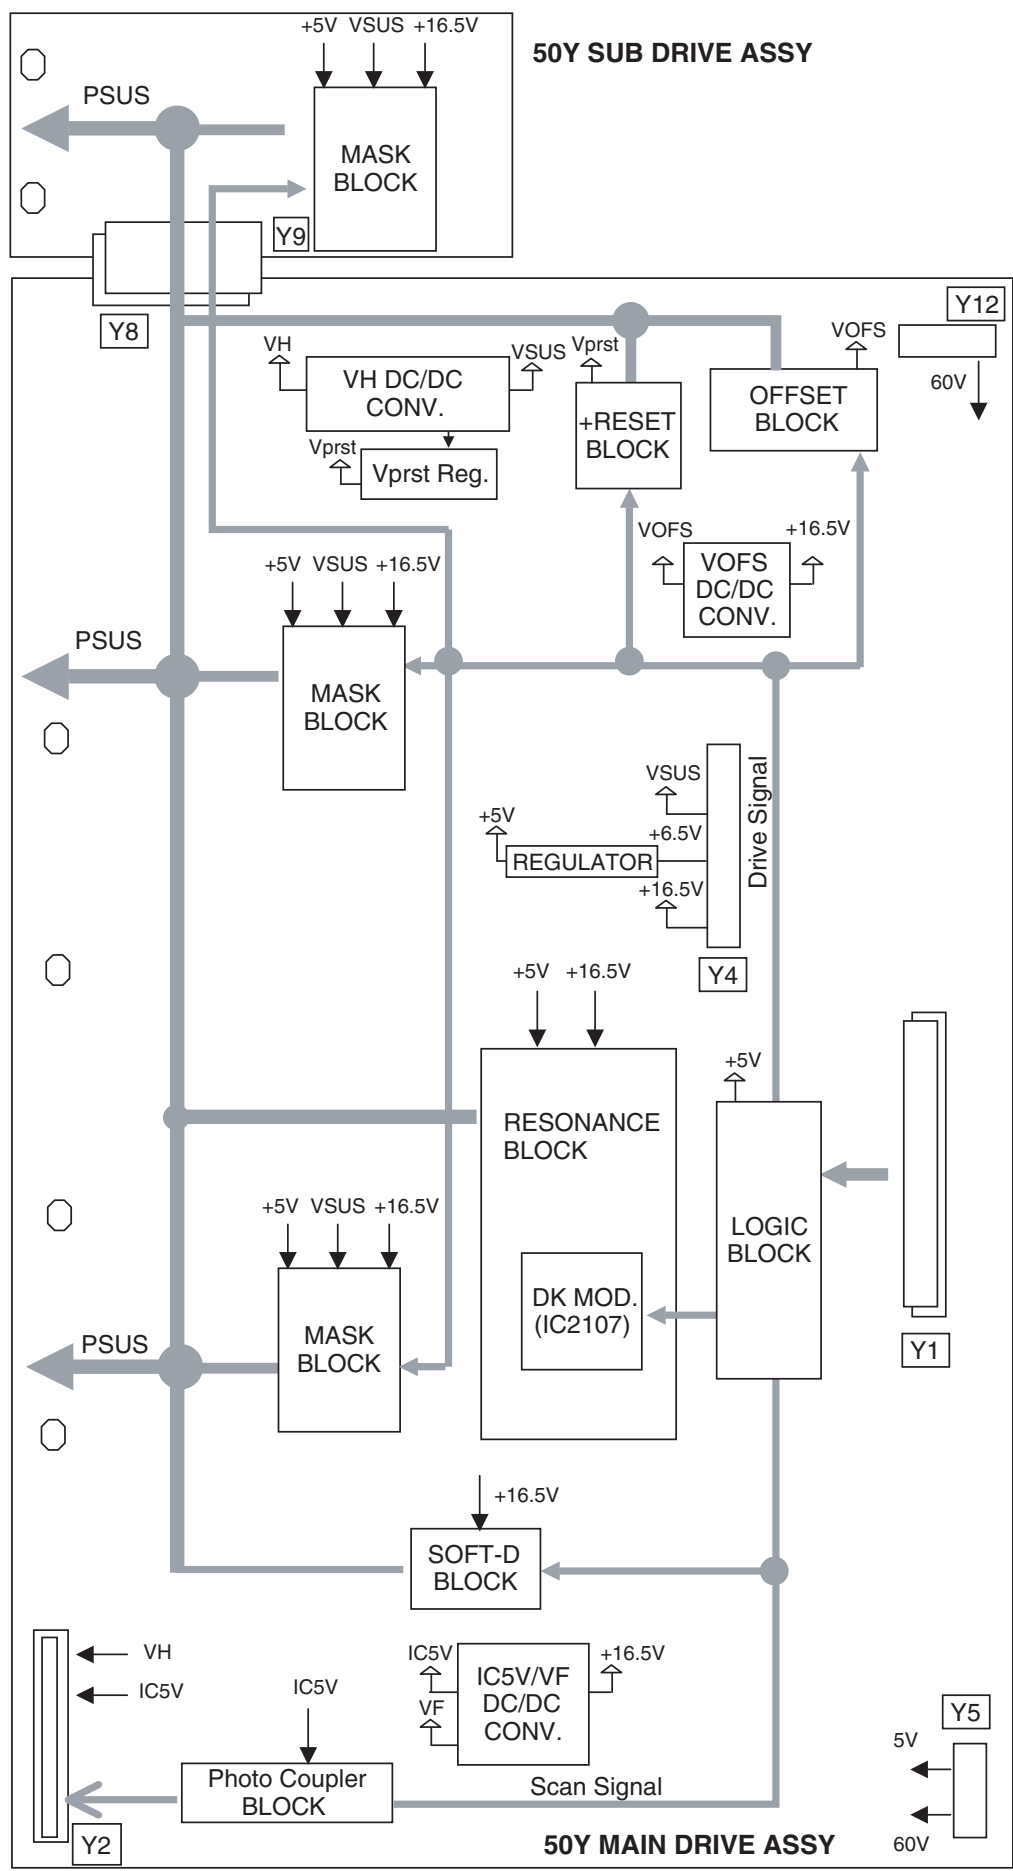 +5V VSUS +16.5V
50Y SUB DRIVE ASSY
PSUS
MASK
BLOCK
Y9
Y8
Y12
VH
VSUS
Vprst
VOFS
60V
VH DC/DC
CONV.
+RESET
BLOCK
OFFSET
BLOCK
Vprst
Vprst Reg.
VOFS
+16.5V
VOFS
DC/DC
CONV.
+5V VSUS +16.5V
PSUS
MASK
BLOCK
VSUS
Drive Signal
+5V
+6.5V
REGULATOR
+16.5V
Y4
+5V +16.5V
+5V
RESONANCE
BLOCK
LOGIC
BLOCK
+5V VSUS +16.5V
DK MOD.
(IC2107)
PSUS
MASK
BLOCK
Y1
+16.5V
SOFT-D
BLOCK
VH
IC5V
IC5V
IC5V
VF
+16.5V
IC5V/VF
DC/DC
CONV.
Y5
5V
60V
Photo Coupler
BLOCK
Scan Signal
Y2
50Y MAIN DRIVE ASSY